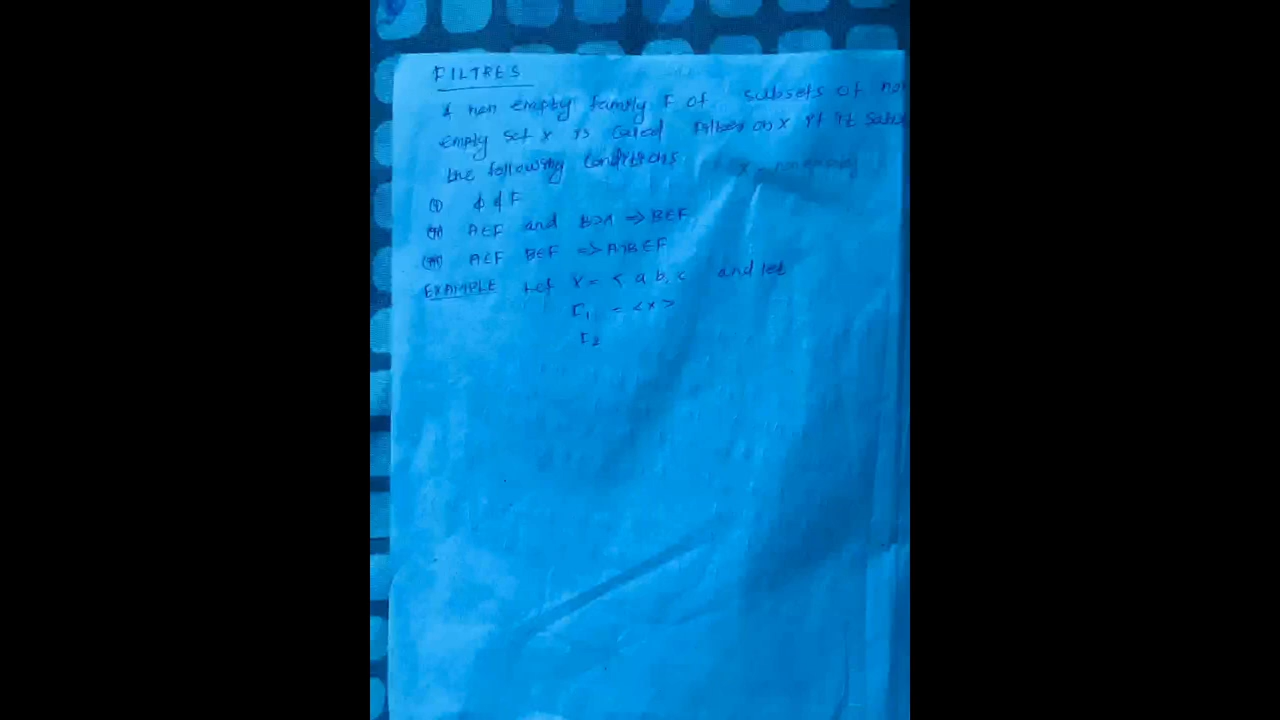 FILTRES
A non empty family F of subsets of non
empty set X is called filter on X if it satis
the following conditions
(i) ϕ ∉ F
(ii) A∈F and B⊃A ⇒ B∈F
(iii) A∈F B∈F ⇒ A∩B∈F
EXAMPLE Let X = < a b, c and let
F₁ = <X>
F₂